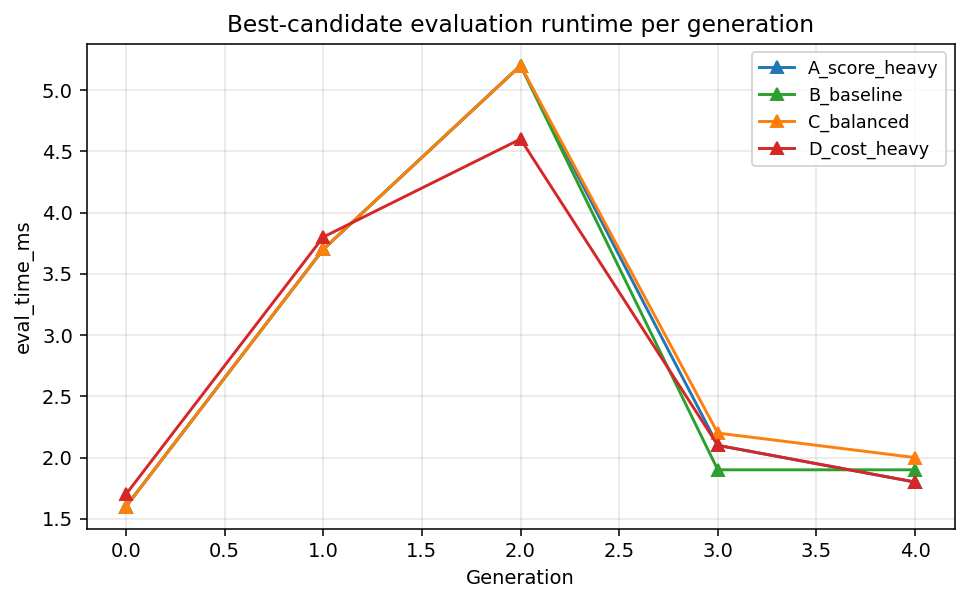 Best-candidate evaluation runtime per generation
A_score_heavy
B_baseline
C_balanced
D_cost_heavy
eval_time_ms
5.0
4.5
4.0
3.5
3.0
2.5
2.0
1.5
0.0 0.5 1.0 1.5 2.0 2.5 3.0 3.5 4.0
Generation